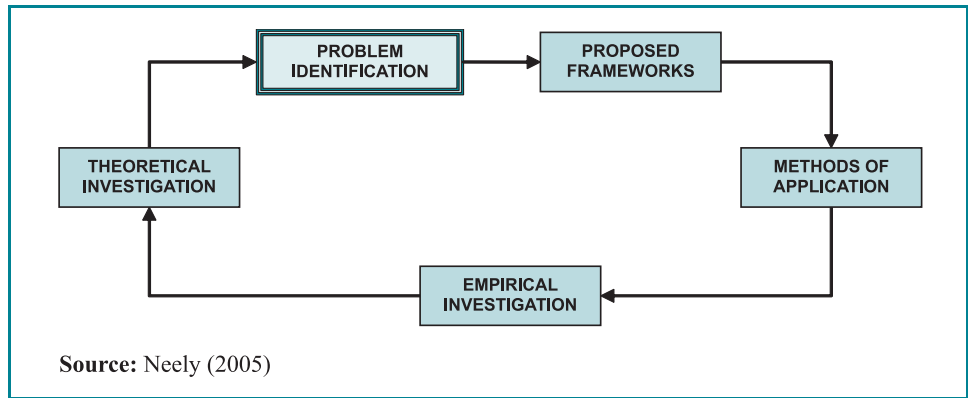 PROBLEM
IDENTIFICATION
PROPOSED
FRAMEWORKS
METHODS OF
APPLICATION
EMPIRICAL
INVESTIGATION
THEORETICAL
INVESTIGATION
Source: Neely (2005)